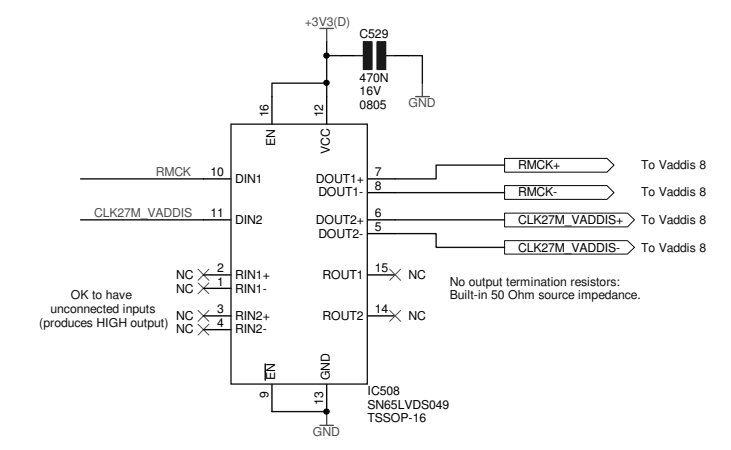 +3V3(D)
C529
470N
16V
0805
GND
16
12
EN
VCC
RMCK 10 DIN1
DOUT1+ 7 RMCK+ To Vaddis 8
DOUT1- 8 RMCK- To Vaddis 8
CLK27M_VADDIS 11 DIN2
DOUT2+ 6 CLK27M_VADDIS+ To Vaddis 8
DOUT2- 5 CLK27M_VADDIS- To Vaddis 8
NC 2 RIN1+
NC 1 RIN1-
ROUT1 15 NC
No output termination resistors:
Built-in 50 Ohm source impedance.
OK to have
unconnected inputs
(produces HIGH output)
NC 3 RIN2+
NC 4 RIN2-
ROUT2 14 NC
EN
GND
9
13
IC508
SN65LVDS049
TSSOP-16
GND